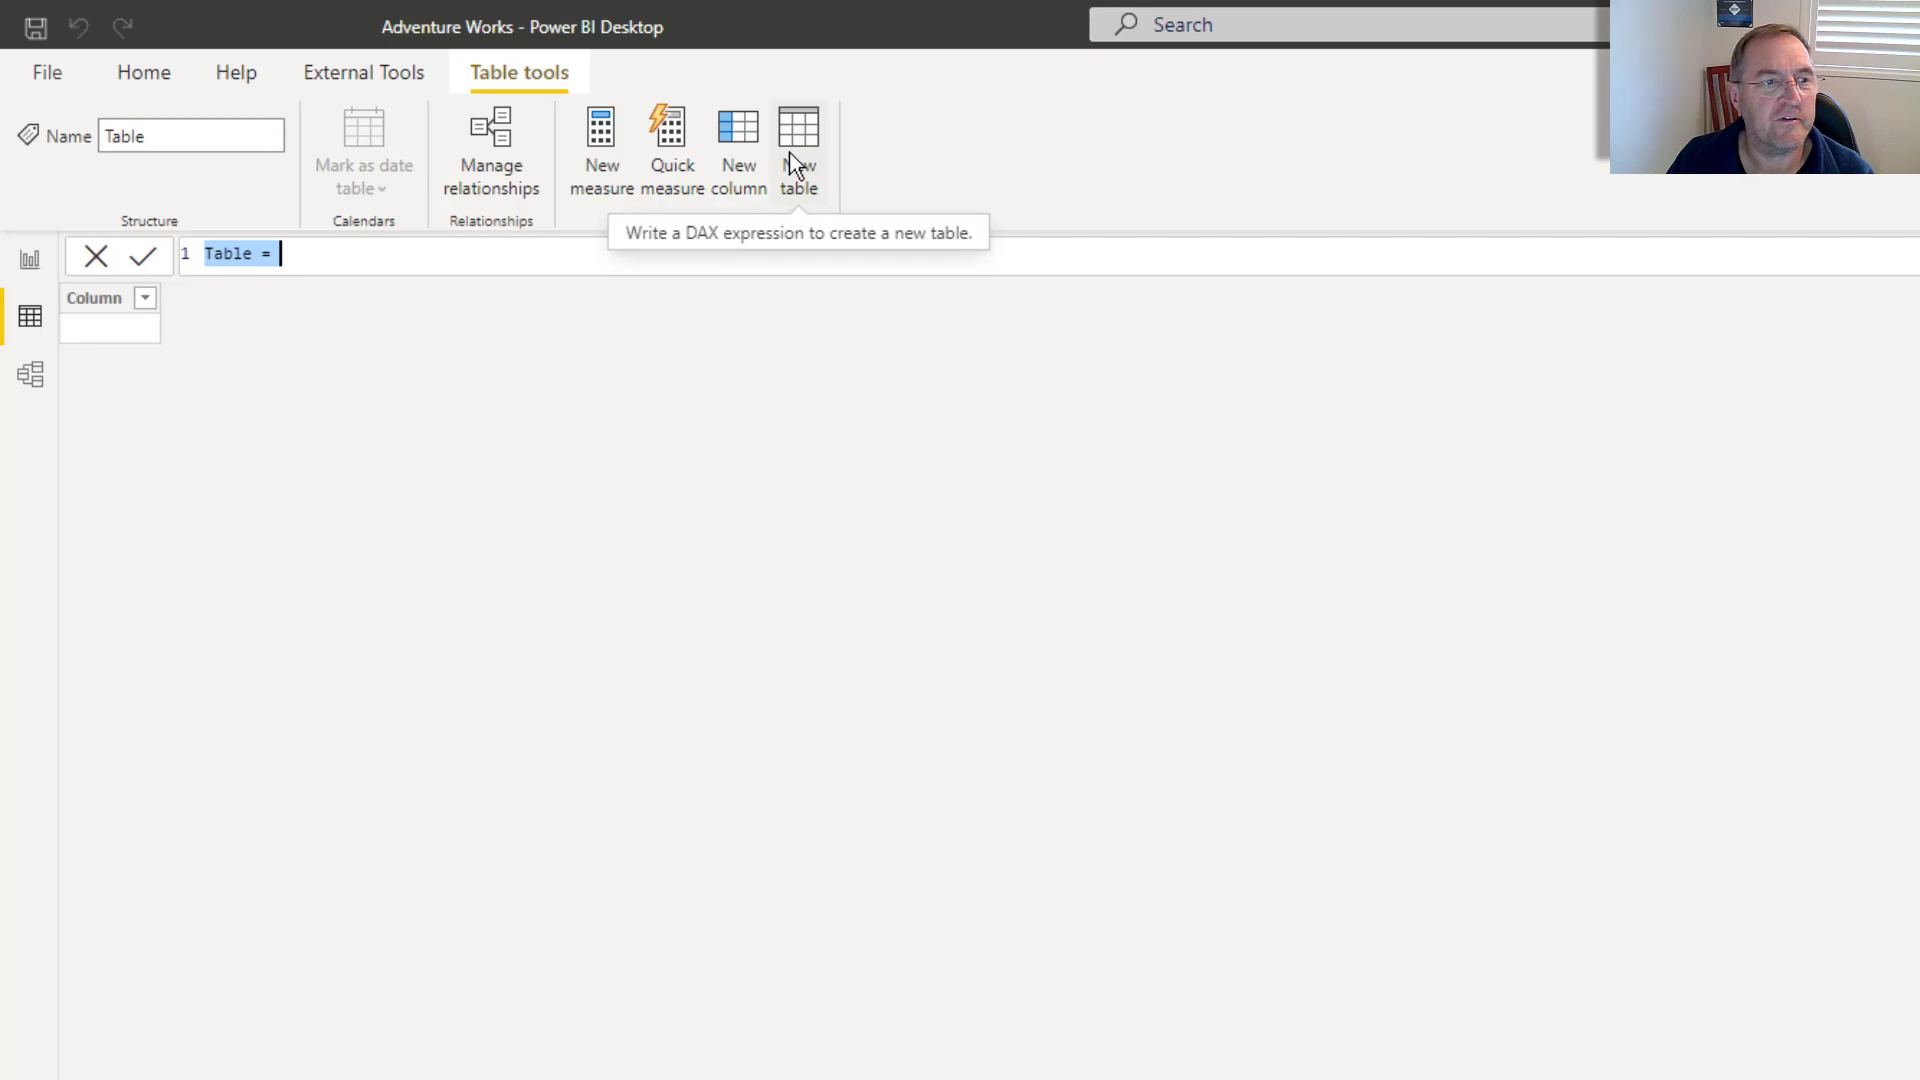 Adventure Works - Power BI Desktop
Search
File
Home
Help
External Tools
Table tools
Name
Table
Mark as date
table
Manage
relationships
New
measure
Quick
measure
New
column
New
table
Structure
Calendars
Relationships
Write a DAX expression to create a new table.
1 Table =
Column